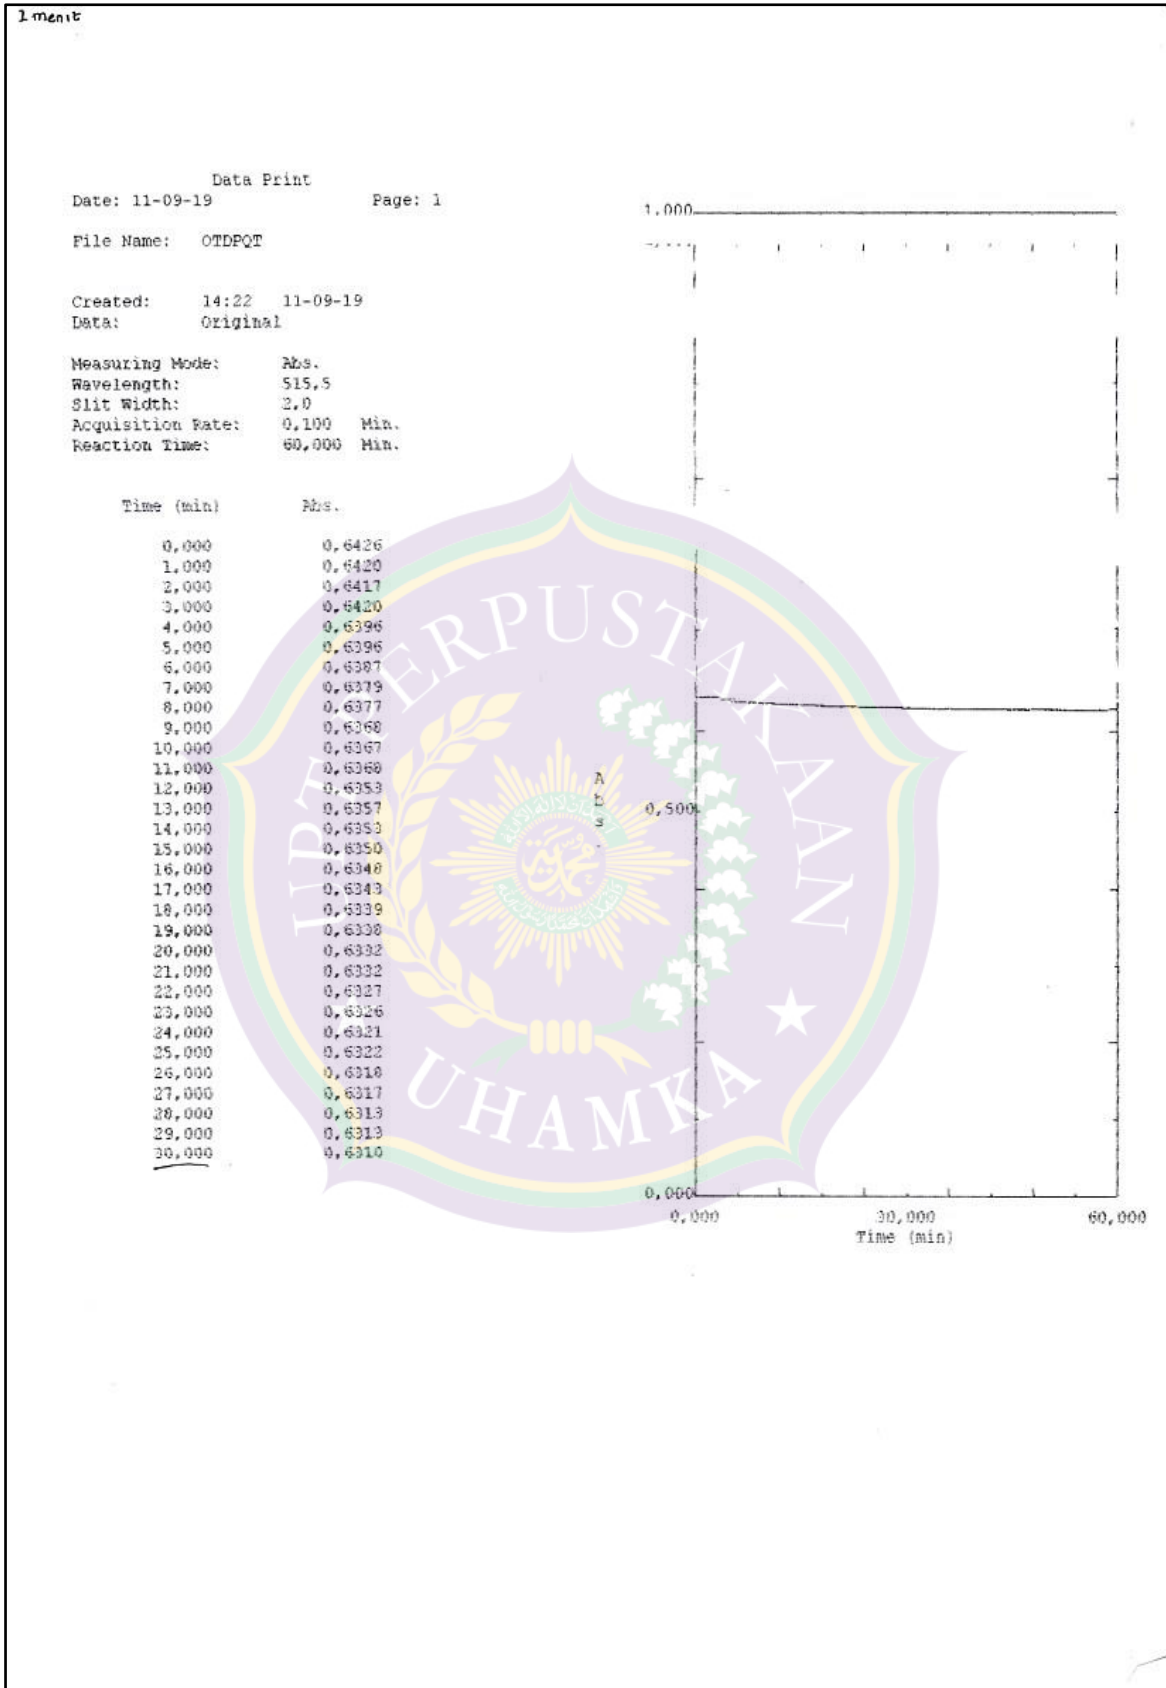 1 menit
Data Print
Date: 11-09-19 Page: 1
File Name: OTDPQT
Created: 14:22 11-09-19
Data: Original
Measuring Mode: Abs.
Wavelength: 515,5
Slit Width: 2,0
Acquisition Rate: 0,100 Min.
Reaction Time: 60,000 Min.
Time (min) Abs.
0,000 0,6426
1,000 0,6420
2,000 0,6417
3,000 0,6420
4,000 0,6396
5,000 0,6396
6,000 0,6387
7,000 0,6379
8,000 0,6377
9,000 0,6368
10,000 0,6367
11,000 0,6360
12,000 0,6353
13,000 0,6357
14,000 0,6353
15,000 0,6350
16,000 0,6348
17,000 0,6343
18,000 0,6339
19,000 0,6338
20,000 0,6332
21,000 0,6332
22,000 0,6327
23,000 0,6326
24,000 0,6321
25,000 0,6322
26,000 0,6318
27,000 0,6317
28,000 0,6313
29,000 0,6313
30,000 0,6310
1,000
Abs.
0,500
0,000
0,000 30,000 60,000
Time (min)
UPT PERPUSTAKAAN
UHAMKA